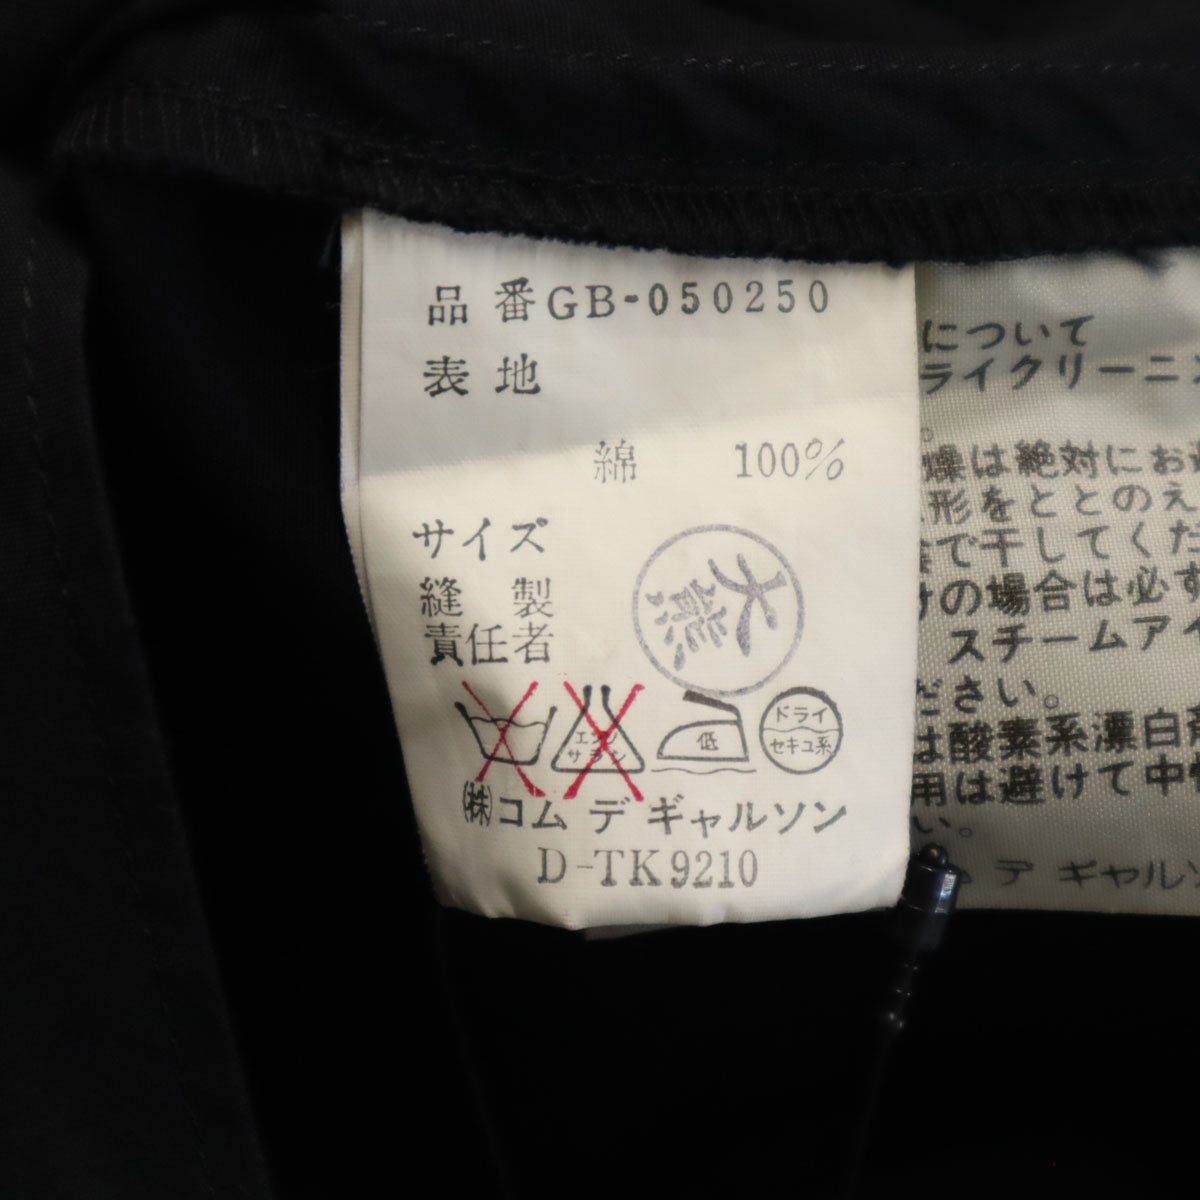 品番GB-050250
表地
綿 100%
サイズ
縫製
責任者
大熊
エンソ
サラシ
低
ドライ
セキユ系
(株)コム デ ギャルソン
D-TK9210
について
ライクリーニン
。
燥は絶対にお
形をととのえ
で干してくた
の場合は必ず
スチームアイ
ださい。
は酸素系漂白
用は避けて中
い。
ム デ ギャルソ